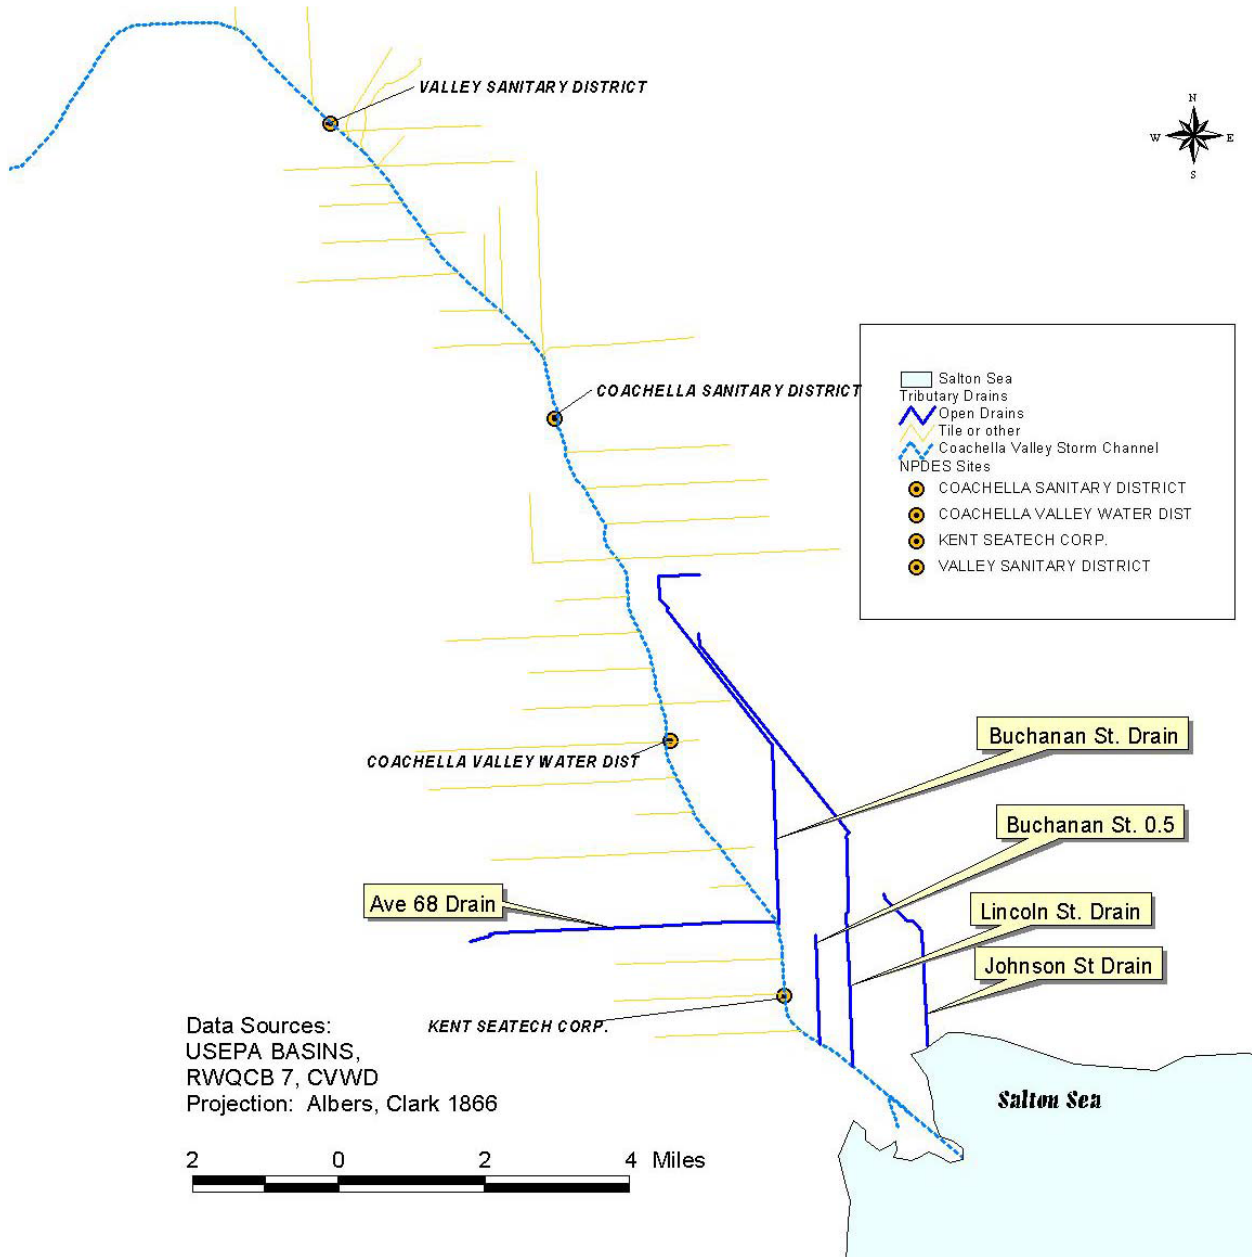 VALLEY SANITARY DISTRICT
N
W
E
S
COACHELLA SANITARY DISTRICT
Salton Sea
Tributary Drains
Open Drains
Tile or other
Coachella Valley Storm Channel
NPDES Sites
COACHELLA SANITARY DISTRICT
COACHELLA VALLEY WATER DIST
KENT SEATECH CORP.
VALLEY SANITARY DISTRICT
Buchanan St. Drain
COACHELLA VALLEY WATER DIST
Buchanan St. 0.5
Ave 68 Drain
Lincoln St. Drain
Johnson St Drain
KENT SEATECH CORP.
Data Sources:
USEPA BASINS,
RWQCB 7, CVWD
Projection: Albers, Clark 1866
Salton Sea
2 0 2 4 Miles